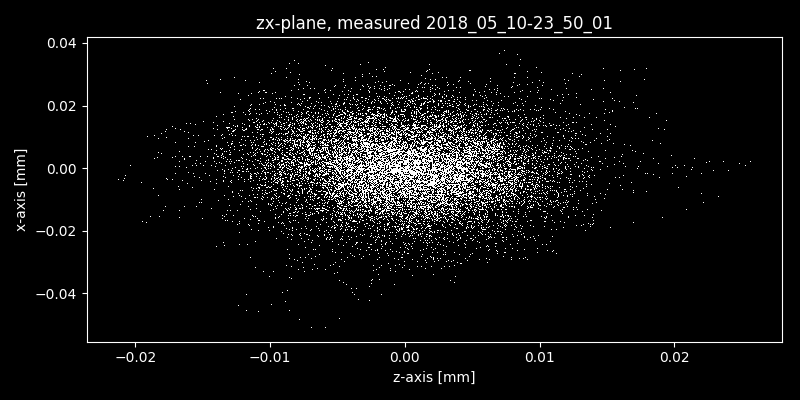 zx-plane, measured 2018_05_10-23_50_01
0.04
0.02
0.00
−0.02
−0.04
x-axis [mm]
−0.02 −0.01 0.00 0.01 0.02
z-axis [mm]